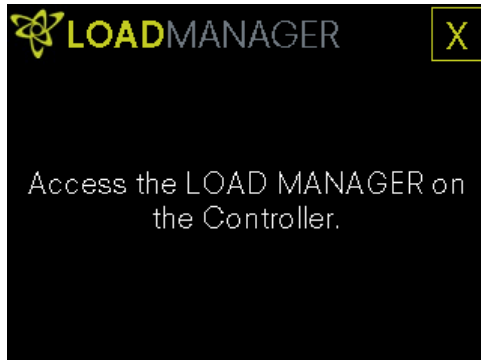 LOADMANAGER
X
Access the LOAD MANAGER on
the Controller.